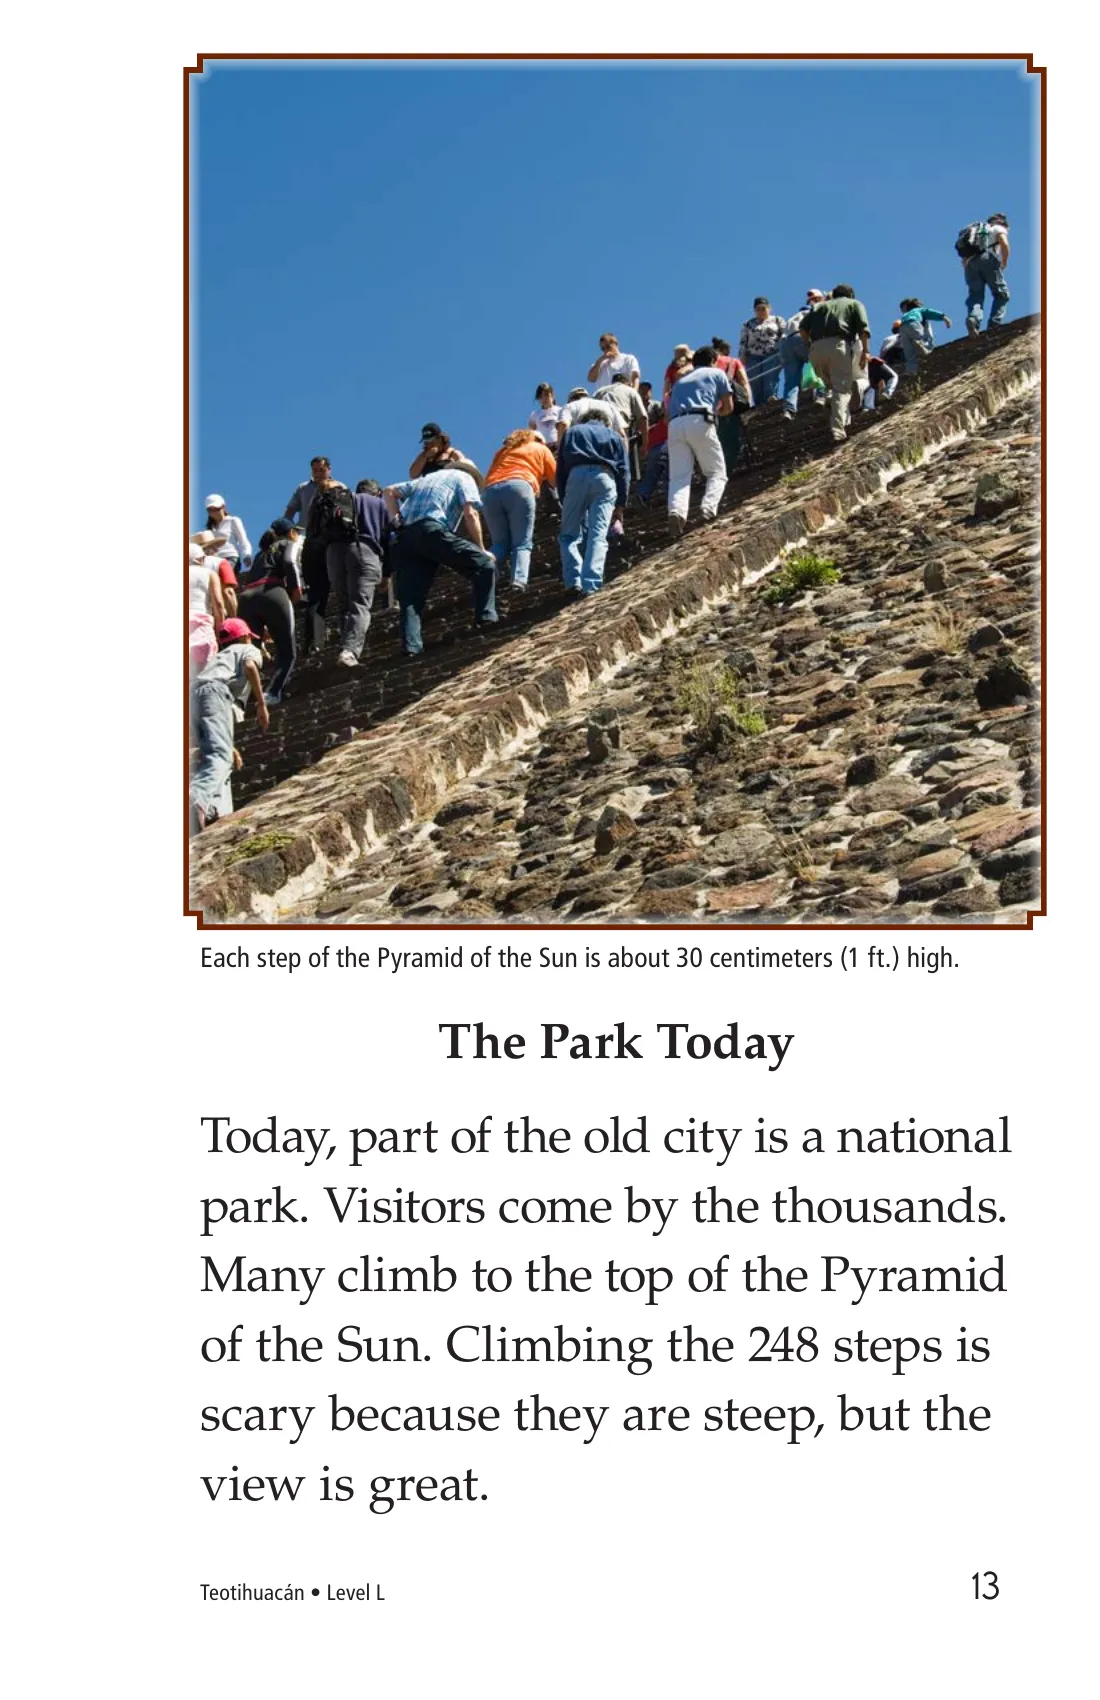 Each step of the Pyramid of the Sun is about 30 centimeters (1 ft.) high.
The Park Today
Today, part of the old city is a national
park. Visitors come by the thousands.
Many climb to the top of the Pyramid
of the Sun. Climbing the 248 steps is
scary because they are steep, but the
view is great.
Teotihuacán • Level L
13